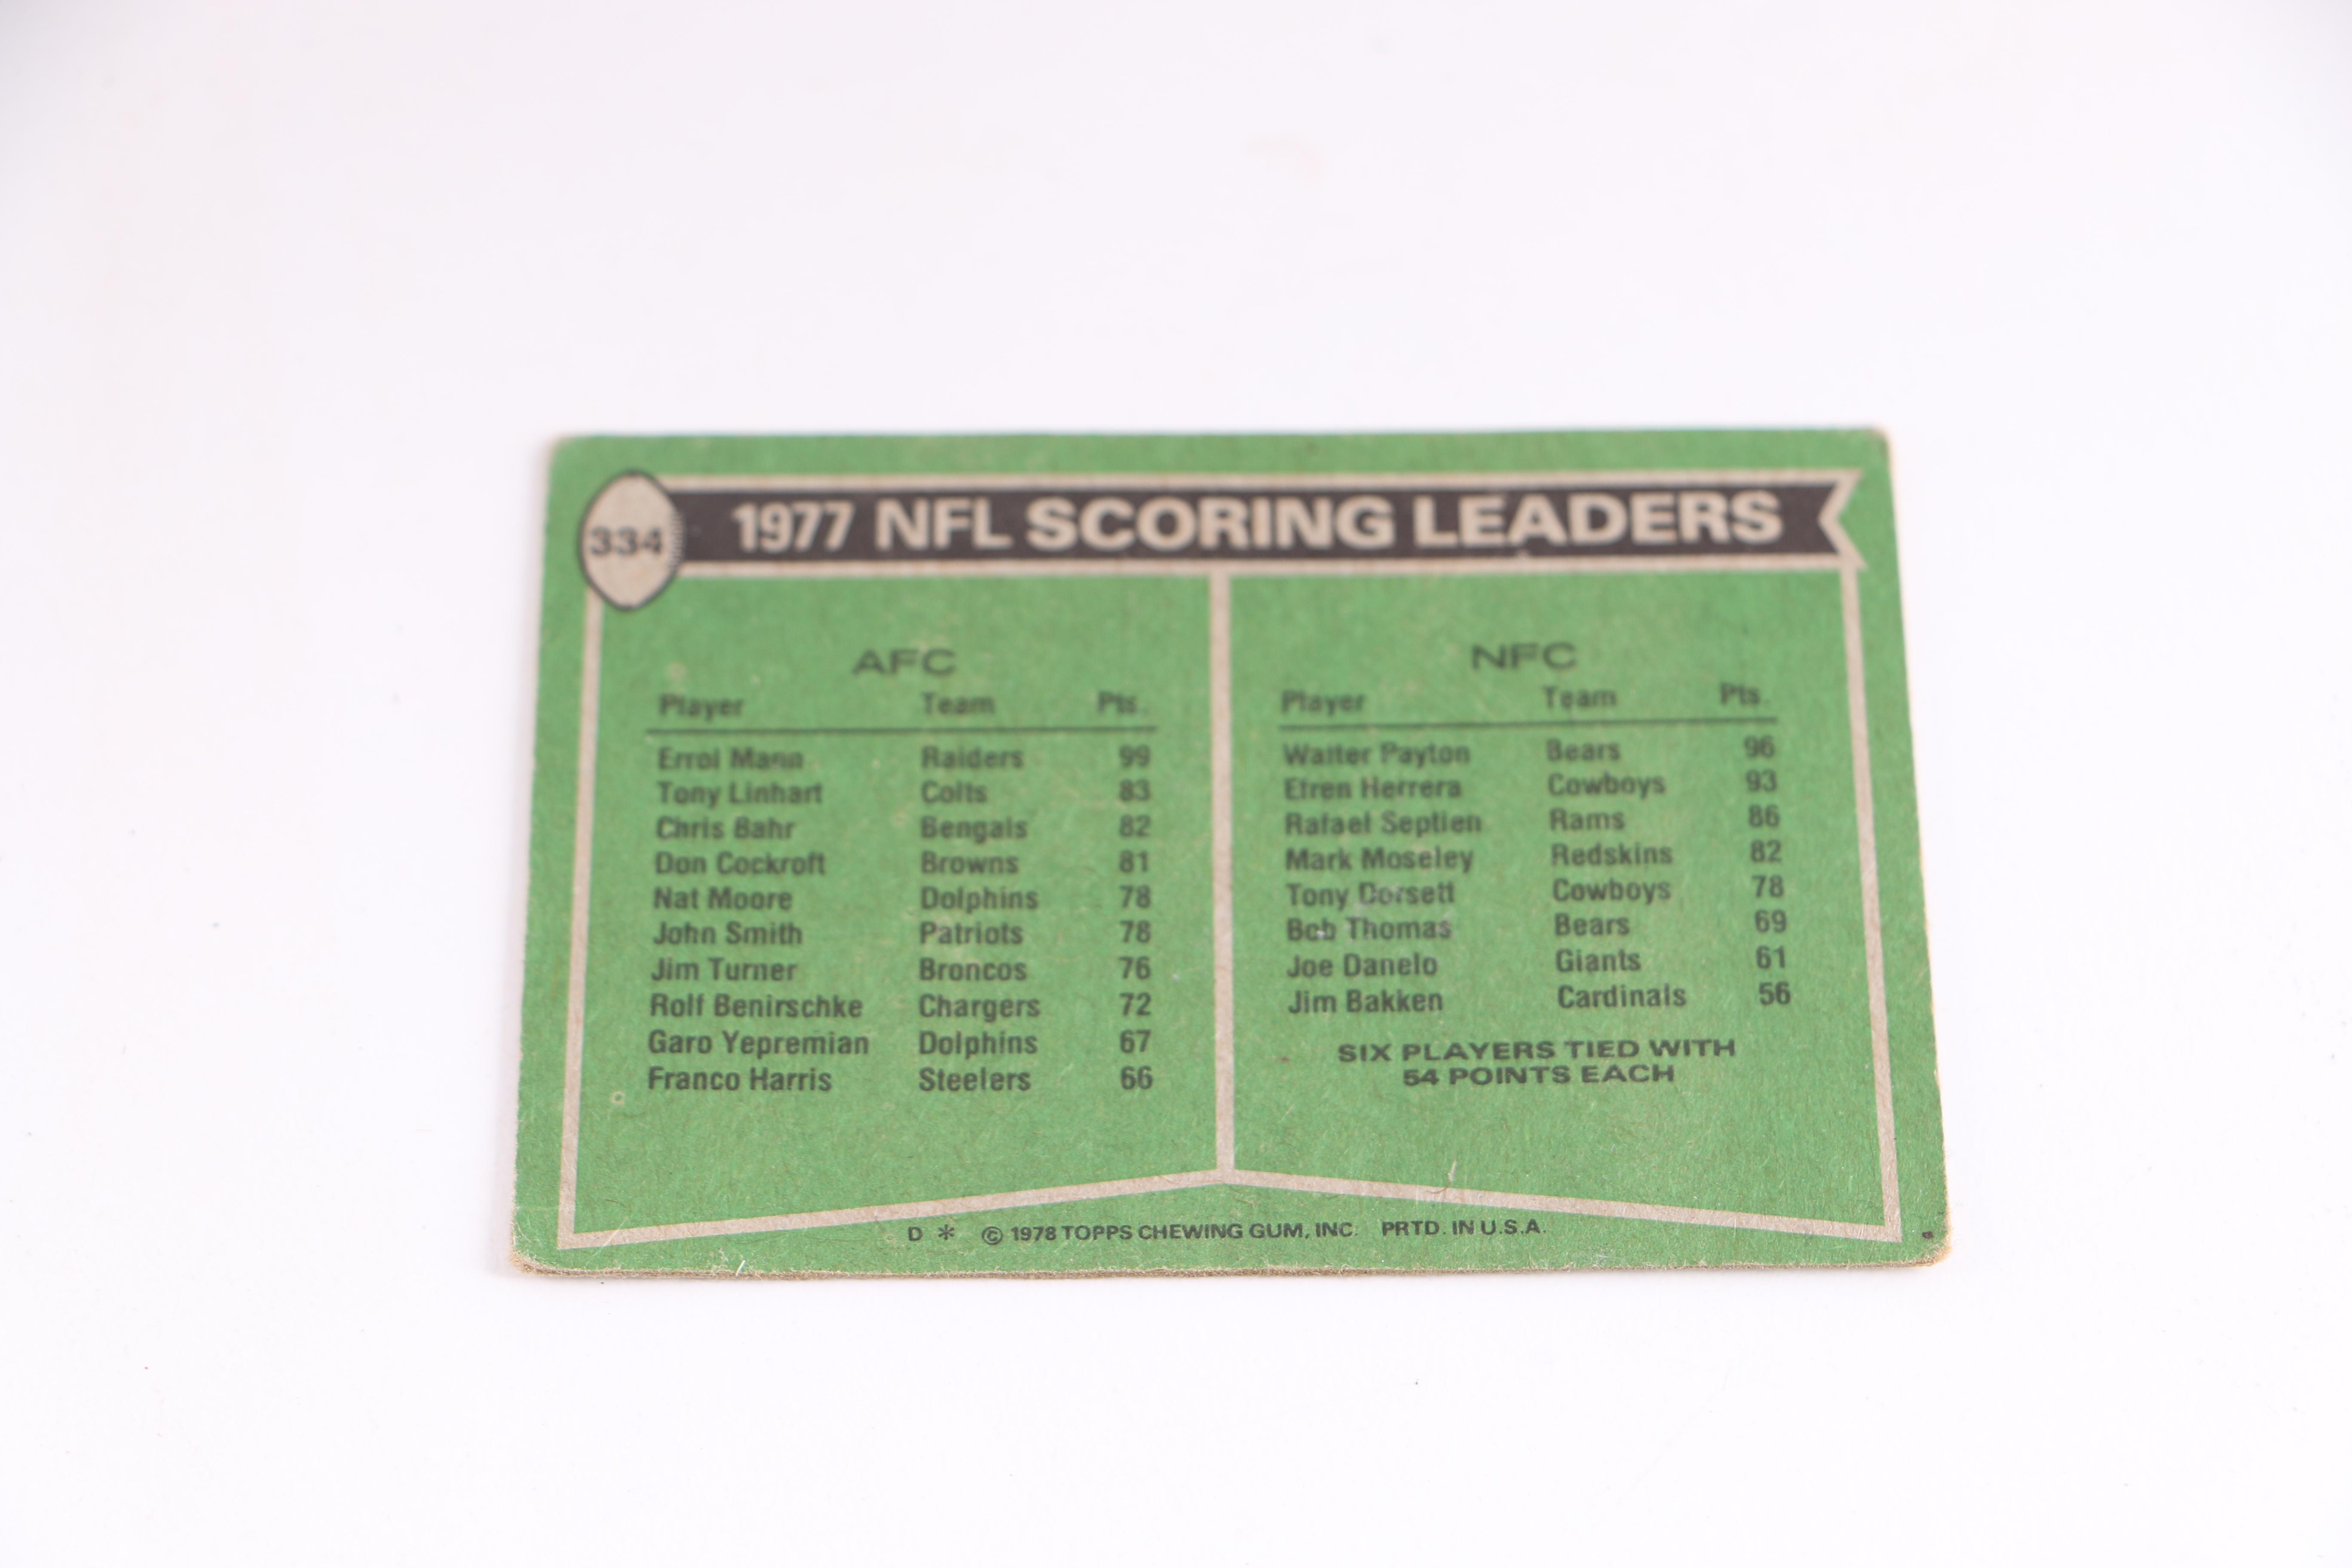 334
1977 NFL SCORING LEADERS
AFC
Player Team Pts.
Errol Mann Raiders 99
Tony Linhart Colts 83
Chris Bahr Bengals 82
Don Cockroft Browns 81
Nat Moore Dolphins 78
John Smith Patriots 78
Jim Turner Broncos 76
Rolf Benirschke Chargers 72
Garo Yepremian Dolphins 67
Franco Harris Steelers 66
NFC
Player Team Pts.
Walter Payton Bears 96
Efren Herrera Cowboys 93
Rafael Septien Rams 86
Mark Moseley Redskins 82
Tony Dorsett Cowboys 78
Bob Thomas Bears 69
Joe Danelo Giants 61
Jim Bakken Cardinals 56
SIX PLAYERS TIED WITH
54 POINTS EACH
D * © 1978 TOPPS CHEWING GUM, INC. PRTD. IN U.S.A.